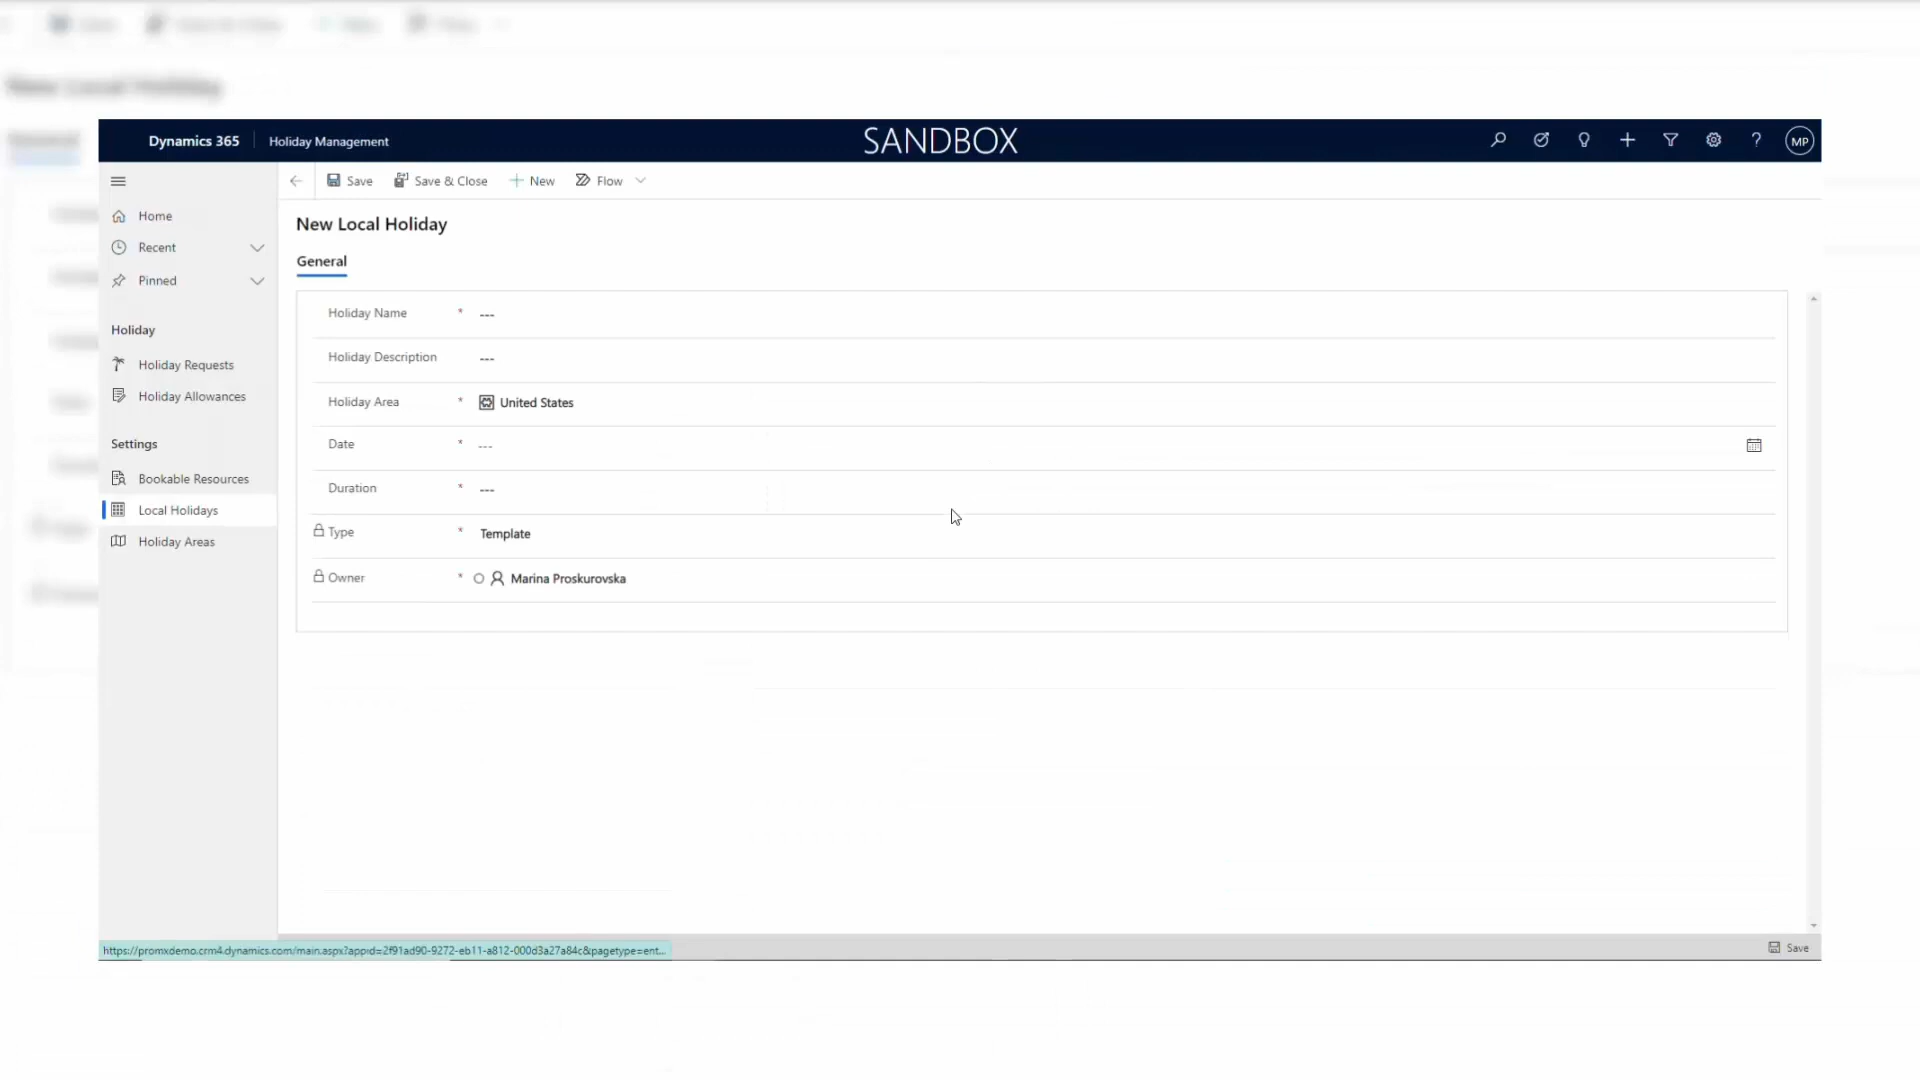 New Local Holiday
Dynamics 365 Holiday Management SANDBOX MP
Save Save & Close New Flow
Home
Recent
Pinned
Holiday
Holiday Requests
Holiday Allowances
Settings
Bookable Resources
Local Holidays
Holiday Areas
New Local Holiday
General
Holiday Name * ---
Holiday Description ---
Holiday Area * United States
Date * ---
Duration * ---
Type * Template
Owner * Marina Proskurovska
https://promxdemo.crm4.dynamics.com/main.aspx?appid=2f91ad90-9272-eb11-a812-000d3a27a84c&pagetype=ent...
Save